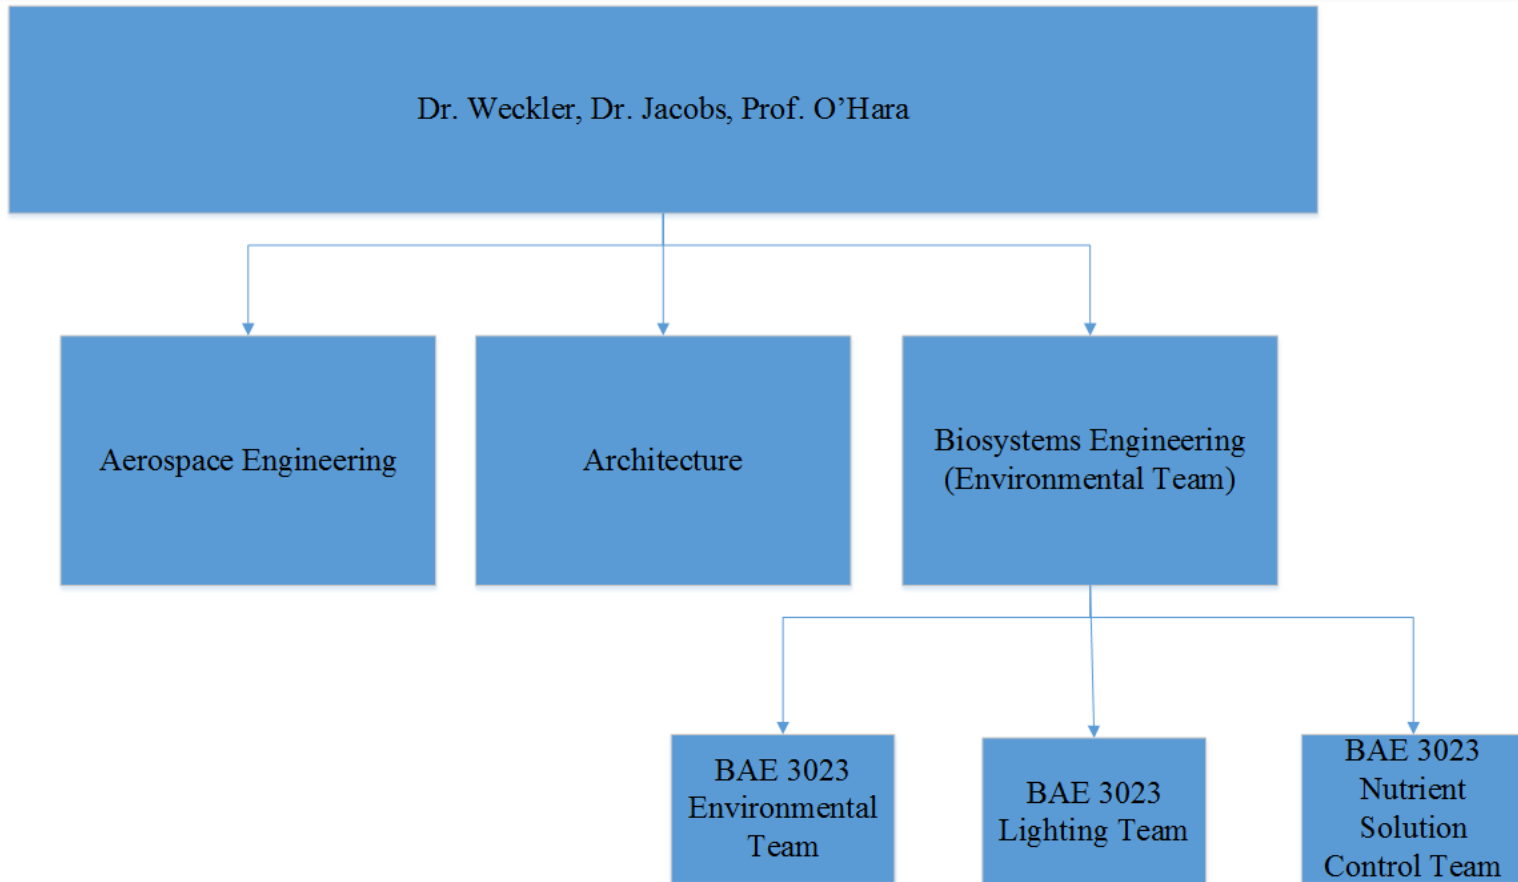 Dr. Weckler, Dr. Jacobs, Prof. O’Hara
Aerospace Engineering
Architecture
Biosystems Engineering
(Environmental Team)
BAE 3023
Environmental
Team
BAE 3023
Lighting Team
BAE 3023
Nutrient
Solution
Control Team